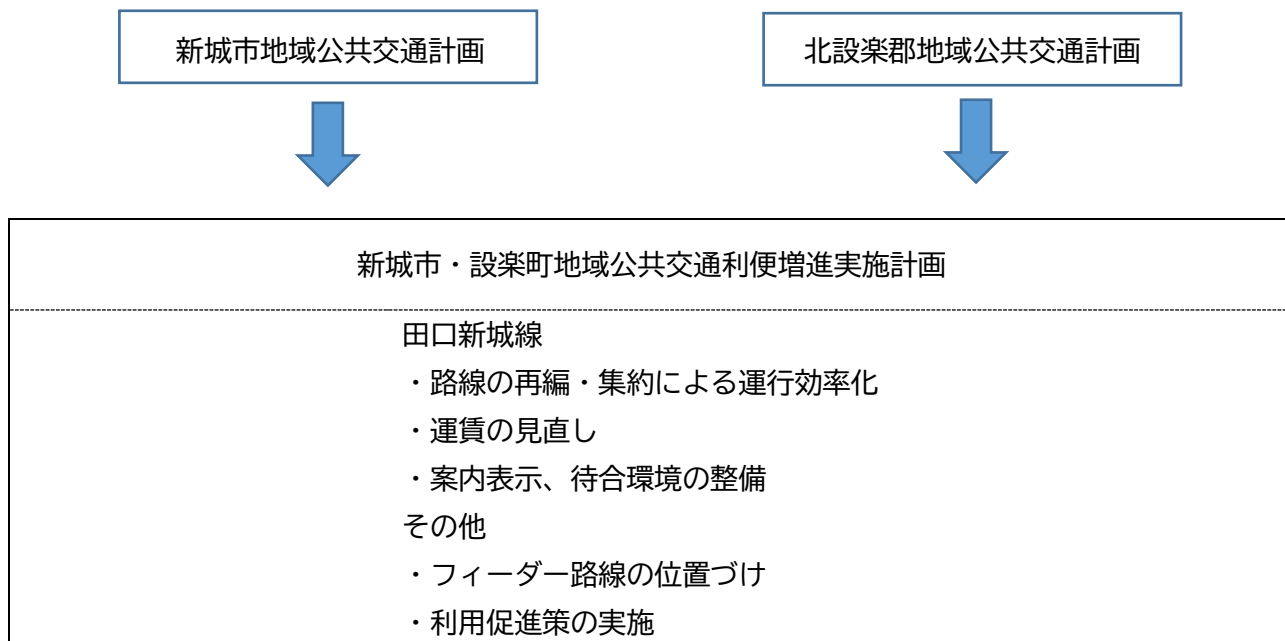 新城市地域公共交通計画
北設楽郡地域公共交通計画
新城市・設楽町地域公共交通利便増進実施計画
田口新城線
・路線の再編・集約による運行効率化
・運賃の見直し
・案内表示、待合環境の整備
その他
・フィーダー路線の位置づけ
・利用促進策の実施